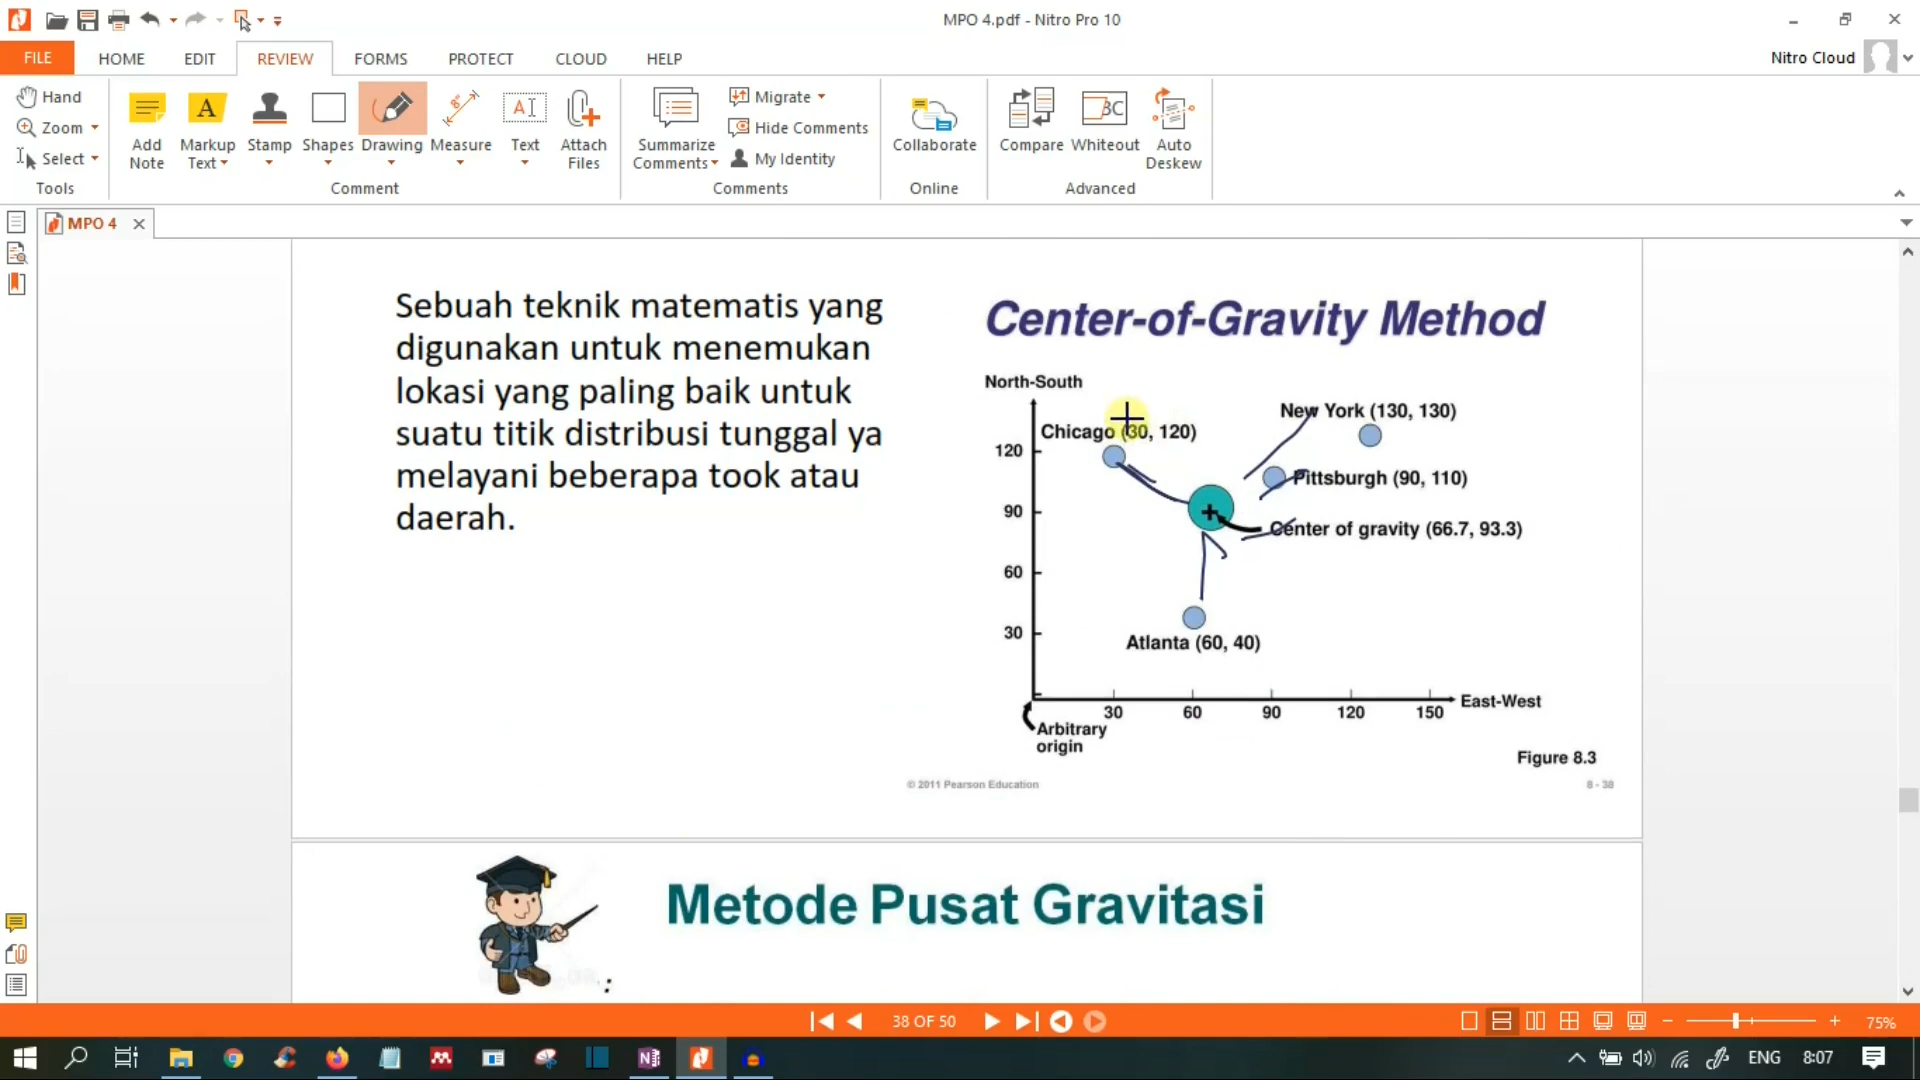 MPO 4.pdf - Nitro Pro 10
FILE
HOME
EDIT
REVIEW
FORMS
PROTECT
CLOUD
HELP
Nitro Cloud
Hand
Zoom
Select
Tools
Add Note
Markup Text
Stamp
Shapes
Drawing
Measure
Text
Attach Files
Comment
Summarize Comments
Migrate
Hide Comments
My Identity
Comments
Collaborate
Online
Compare
Whiteout
Auto Deskew
Advanced
MPO 4
Sebuah teknik matematis yang
digunakan untuk menemukan
lokasi yang paling baik untuk
suatu titik distribusi tunggal ya
melayani beberapa took atau
daerah.
Center-of-Gravity Method
North-South
New York (130, 130)
Chicago (30, 120)
120
Pittsburgh (90, 110)
90
Center of gravity (66.7, 93.3)
60
30
Atlanta (60, 40)
East-West
30 60 90 120 150
Arbitrary
origin
Figure 8.3
© 2011 Pearson Education
8 - 38
Metode Pusat Gravitasi
:
38 OF 50
75%
ENG
8:07